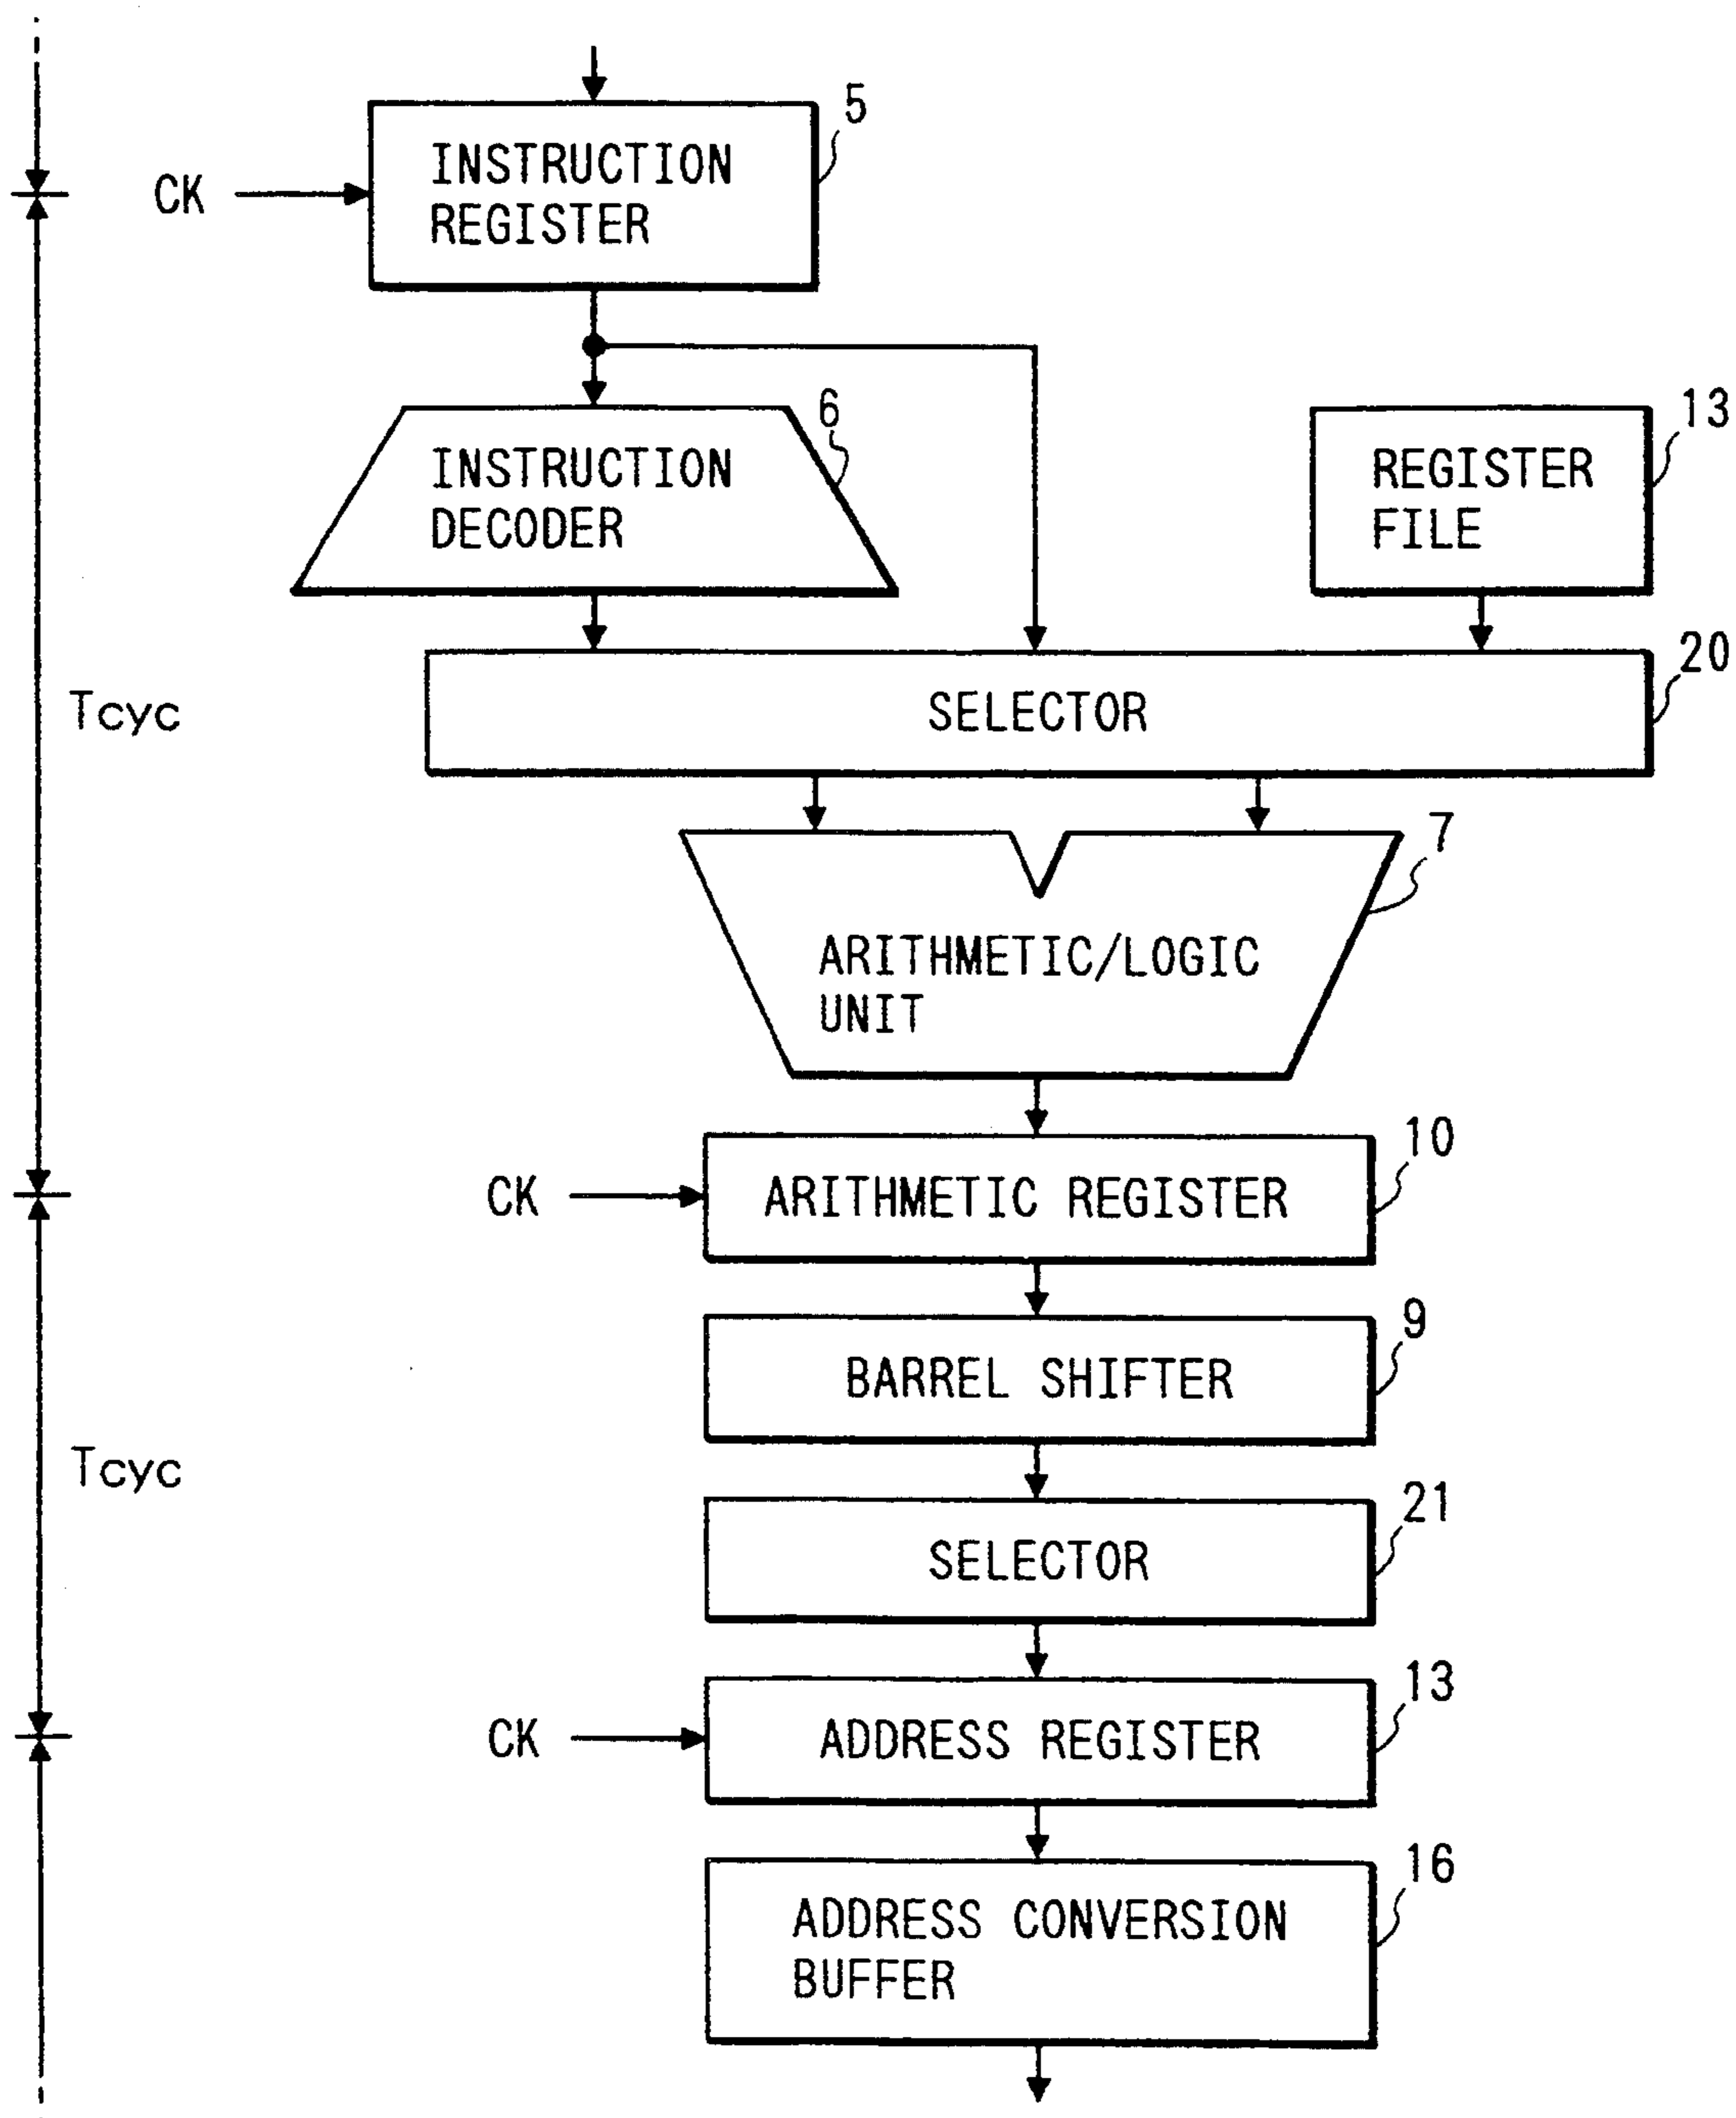 5
INSTRUCTION
REGISTER
CK
6
INSTRUCTION
DECODER
13
REGISTER
FILE
20
SELECTOR
Tcyc
7
ARITHMETIC/LOGIC
UNIT
10
CK
ARITHMETIC REGISTER
9
BARREL SHIFTER
Tcyc
21
SELECTOR
13
CK
ADDRESS REGISTER
16
ADDRESS CONVERSION
BUFFER